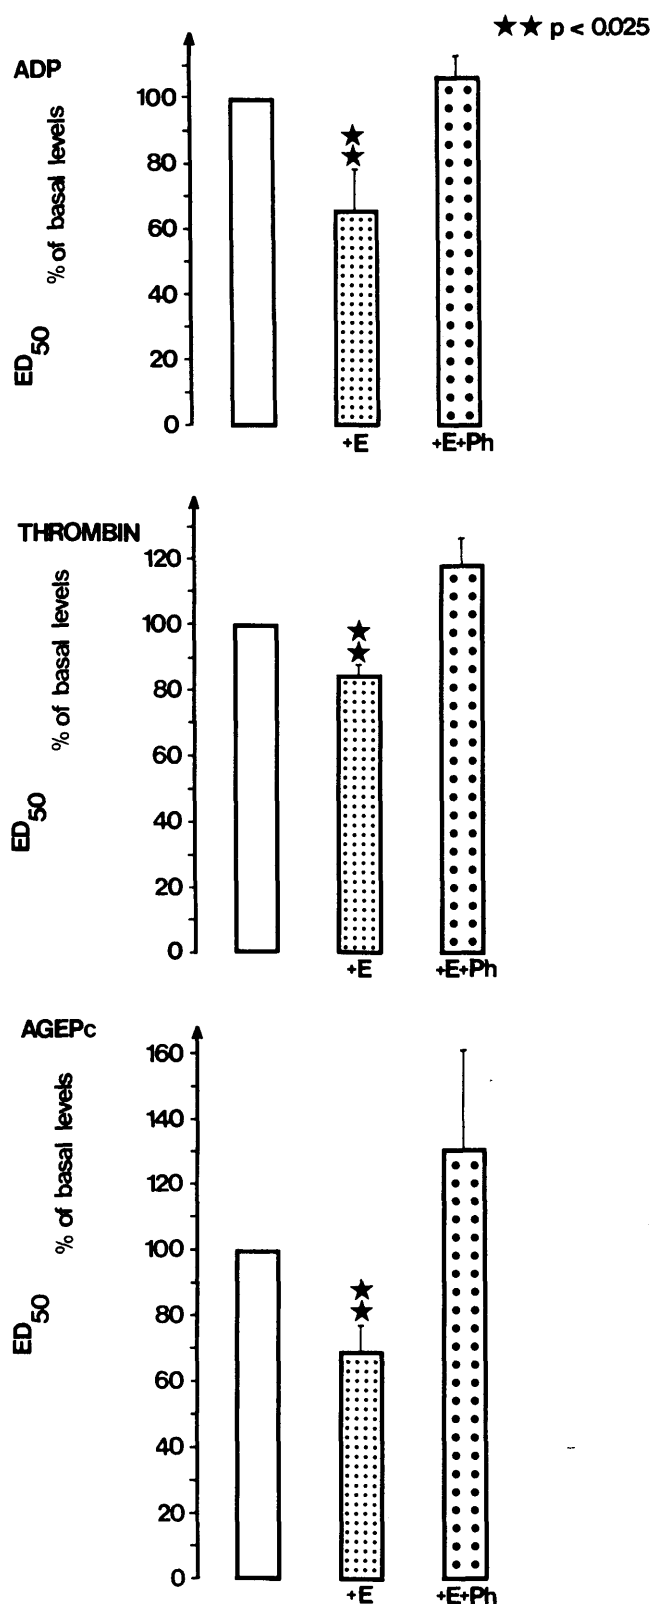 ★★ p < 0.025
ADP
ED50 % of basal levels
100
80
60
40
20
0
★
★
+E
+E+Ph
THROMBIN
ED50 % of basal levels
120
100
80
60
40
20
0
★
★
+E
+E+Ph
AGEPc
ED50 % of basal levels
160
140
120
100
80
60
40
20
0
★
★
+E
+E+Ph